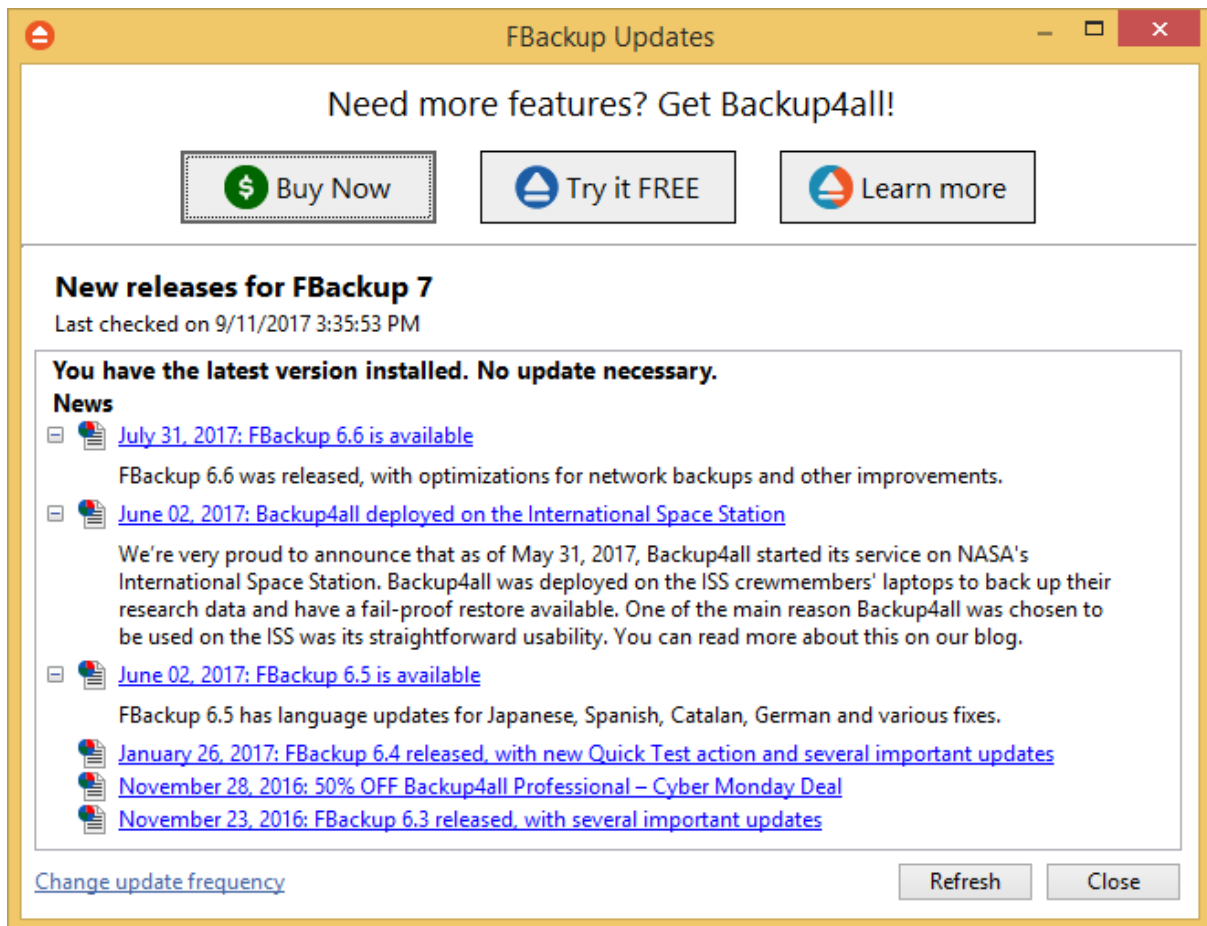 FBackup Updates
Need more features? Get Backup4all!
Buy Now
Try it FREE
Learn more
New releases for FBackup 7
Last checked on 9/11/2017 3:35:53 PM
You have the latest version installed. No update necessary.
News
July 31, 2017: FBackup 6.6 is available
FBackup 6.6 was released, with optimizations for network backups and other improvements.
June 02, 2017: Backup4all deployed on the International Space Station
We're very proud to announce that as of May 31, 2017, Backup4all started its service on NASA's
International Space Station. Backup4all was deployed on the ISS crewmembers' laptops to back up their
research data and have a fail-proof restore available. One of the main reason Backup4all was chosen to
be used on the ISS was its straightforward usability. You can read more about this on our blog.
June 02, 2017: FBackup 6.5 is available
FBackup 6.5 has language updates for Japanese, Spanish, Catalan, German and various fixes.
January 26, 2017: FBackup 6.4 released, with new Quick Test action and several important updates
November 28, 2016: 50% OFF Backup4all Professional – Cyber Monday Deal
November 23, 2016: FBackup 6.3 released, with several important updates
Change update frequency
Refresh
Close